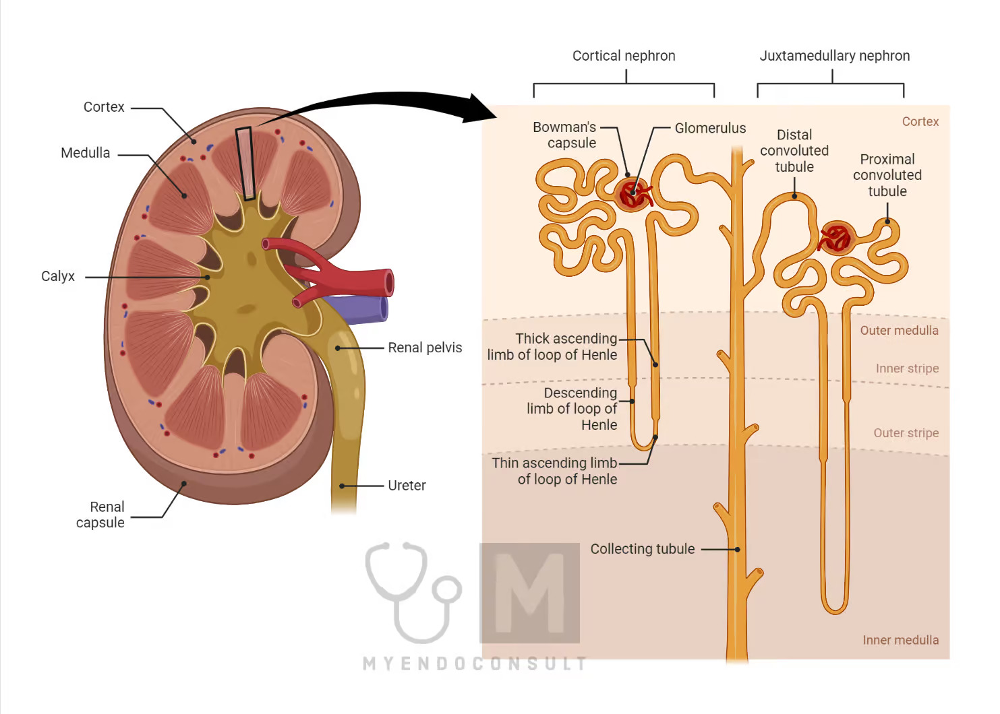 Cortical nephron
Juxtamedullary nephron
Cortex
Medulla
Calyx
Renal pelvis
Ureter
Renal
capsule
Cortex
Bowman's
capsule
Glomerulus
Distal
convoluted
tubule
Proximal
convoluted
tubule
Outer medulla
Thick ascending
limb of loop of Henle
Inner stripe
Descending
limb of loop of
Henle
Outer stripe
Thin ascending limb
of loop of Henle
Collecting tubule
Inner medulla
M
MYENDOCONSULT